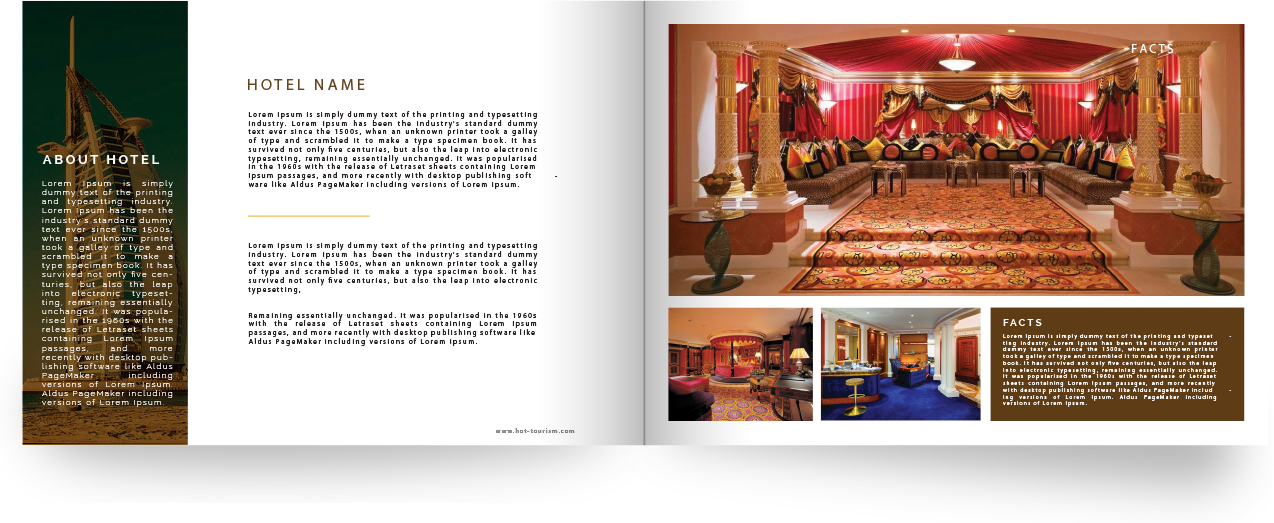 ABOUT HOTEL
Lorem Ipsum is simply
dummy text of the printing
and typesetting industry.
Lorem Ipsum has been the
industry's standard dummy
text ever since the 1500s,
when an unknown printer
took a galley of type and
scrambled it to make a
type specimen book. It has
survived not only five cen-
turies, but also the leap
into electronic typeset-
ting, remaining essentially
unchanged. It was popula-
rised in the 1960s with the
release of Letraset sheets
containing Lorem Ipsum
passages, and more
recently with desktop pub-
lishing software like Aldus
PageMaker including
versions of Lorem Ipsum.
Aldus PageMaker including
versions of Lorem Ipsum.
HOTEL NAME
Lorem Ipsum is simply dummy text of the printing and typesetting
industry. Lorem Ipsum has been the industry's standard dummy
text ever since the 1500s, when an unknown printer took a galley
of type and scrambled it to make a type specimen book. It has
survived not only five centuries, but also the leap into electronic
typesetting, remaining essentially unchanged. It was popularised
in the 1960s with the release of Letraset sheets containing Lorem
Ipsum passages, and more recently with desktop publishing soft -
ware like Aldus PageMaker including versions of Lorem Ipsum.
Lorem Ipsum is simply dummy text of the printing and typesetting
industry. Lorem Ipsum has been the industry's standard dummy
text ever since the 1500s, when an unknown printer took a galley
of type and scrambled it to make a type specimen book. It has
survived not only five centuries, but also the leap into electronic
typesetting,
Remaining essentially unchanged. It was popularised in the 1960s
with the release of Letraset sheets containing Lorem Ipsum
passages, and more recently with desktop publishing software like
Aldus PageMaker including versions of Lorem Ipsum.
www.hot-tourism.com
FACTS
FACTS
Lorem Ipsum is simply dummy text of the printing and typeset -
ting industry. Lorem Ipsum has been the industry's standard
dummy text ever since the 1500s, when an unknown printer
took a galley of type and scrambled it to make a type specimen
book. It has survived not only five centuries, but also the leap
into electronic typesetting, remaining essentially unchanged.
It was popularised in the 1960s with the release of Letraset
sheets containing Lorem Ipsum passages, and more recently
with desktop publishing software like Aldus PageMaker includ -
ing versions of Lorem Ipsum. Aldus PageMaker including
versions of Lorem Ipsum.